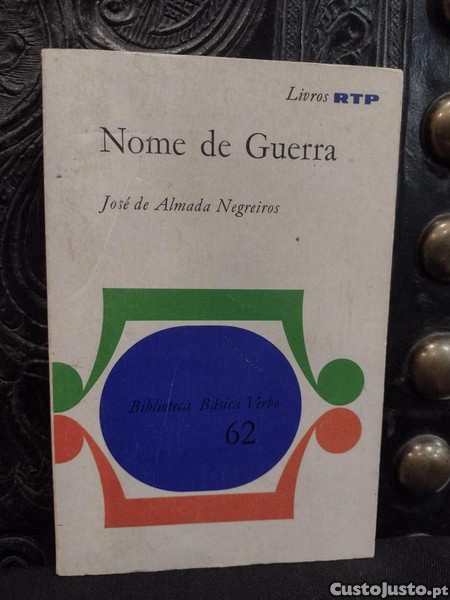 Livros RTP
Nome de Guerra
José de Almada Negreiros
Biblioteca Básica Verbo
62
CustoJusto.pt